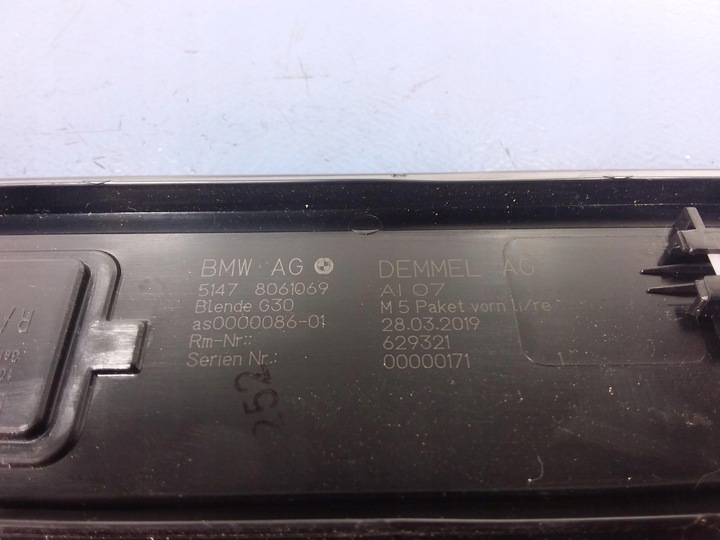 BMW AG
5147 8061069
Blende G30
as0000086-01
Rm-Nr::
Serien Nr.:
DEMMEL AG
AI 07
M 5 Paket vorn li/re
28.03.2019
629321
00000171
252